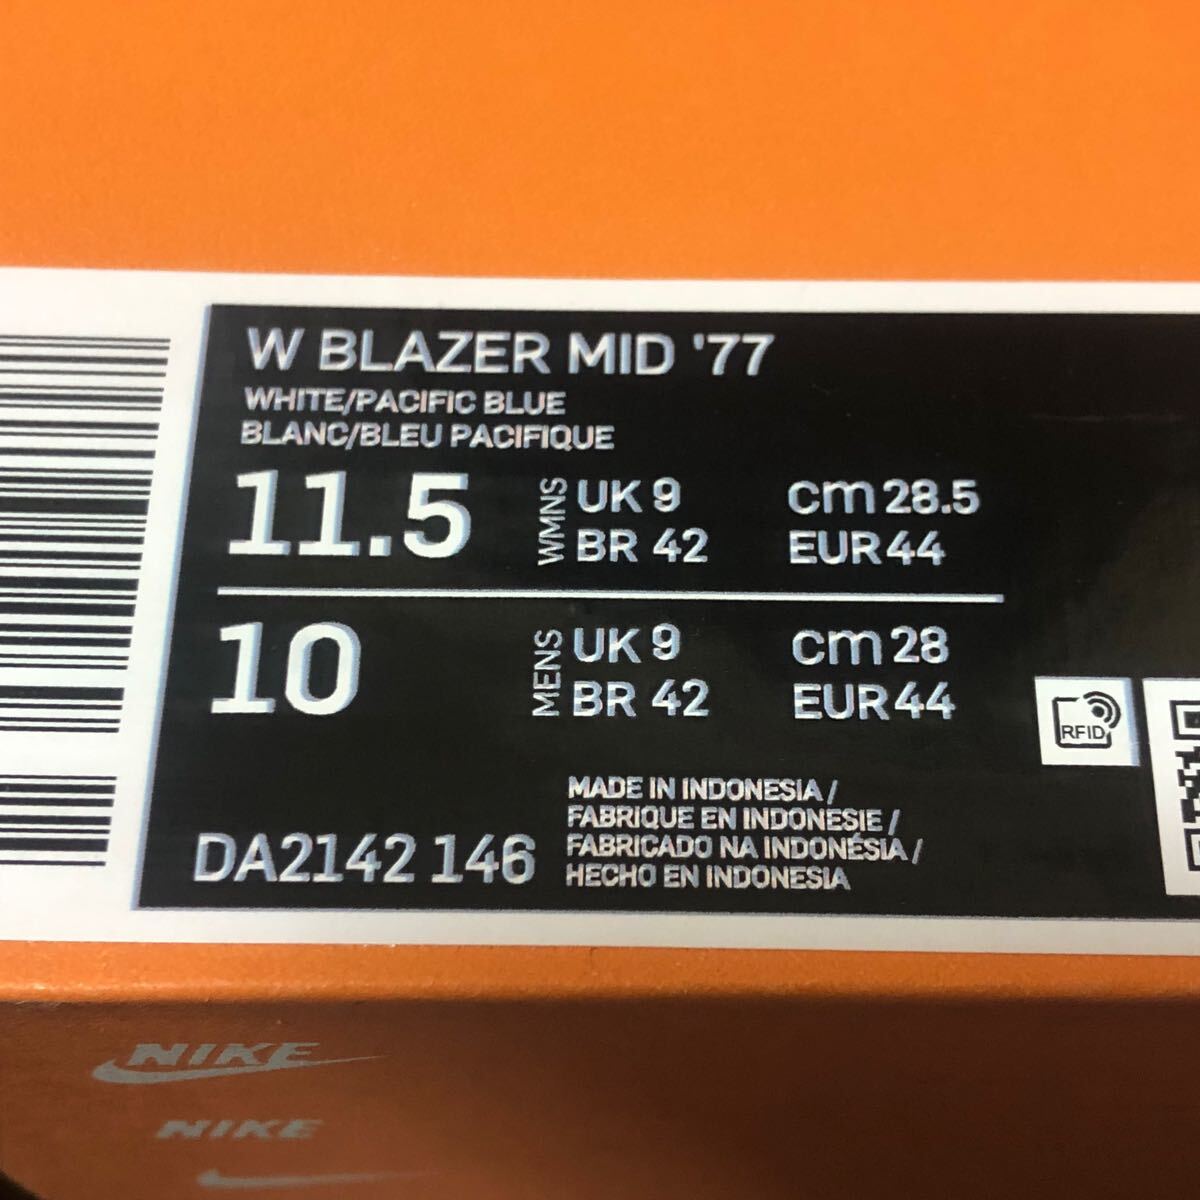 W BLAZER MID '77
WHITE/PACIFIC BLUE
BLANC/BLEU PACIFIQUE
11.5 WMNS UK 9 cm 28.5
BR 42 EUR 44
10 MENS UK 9 cm 28
BR 42 EUR 44
RFID
MADE IN INDONESIA /
FABRIQUE EN INDONESIE /
FABRICADO NA INDONÉSIA /
HECHO EN INDONESIA
DA2142 146
NIKE
NIKE